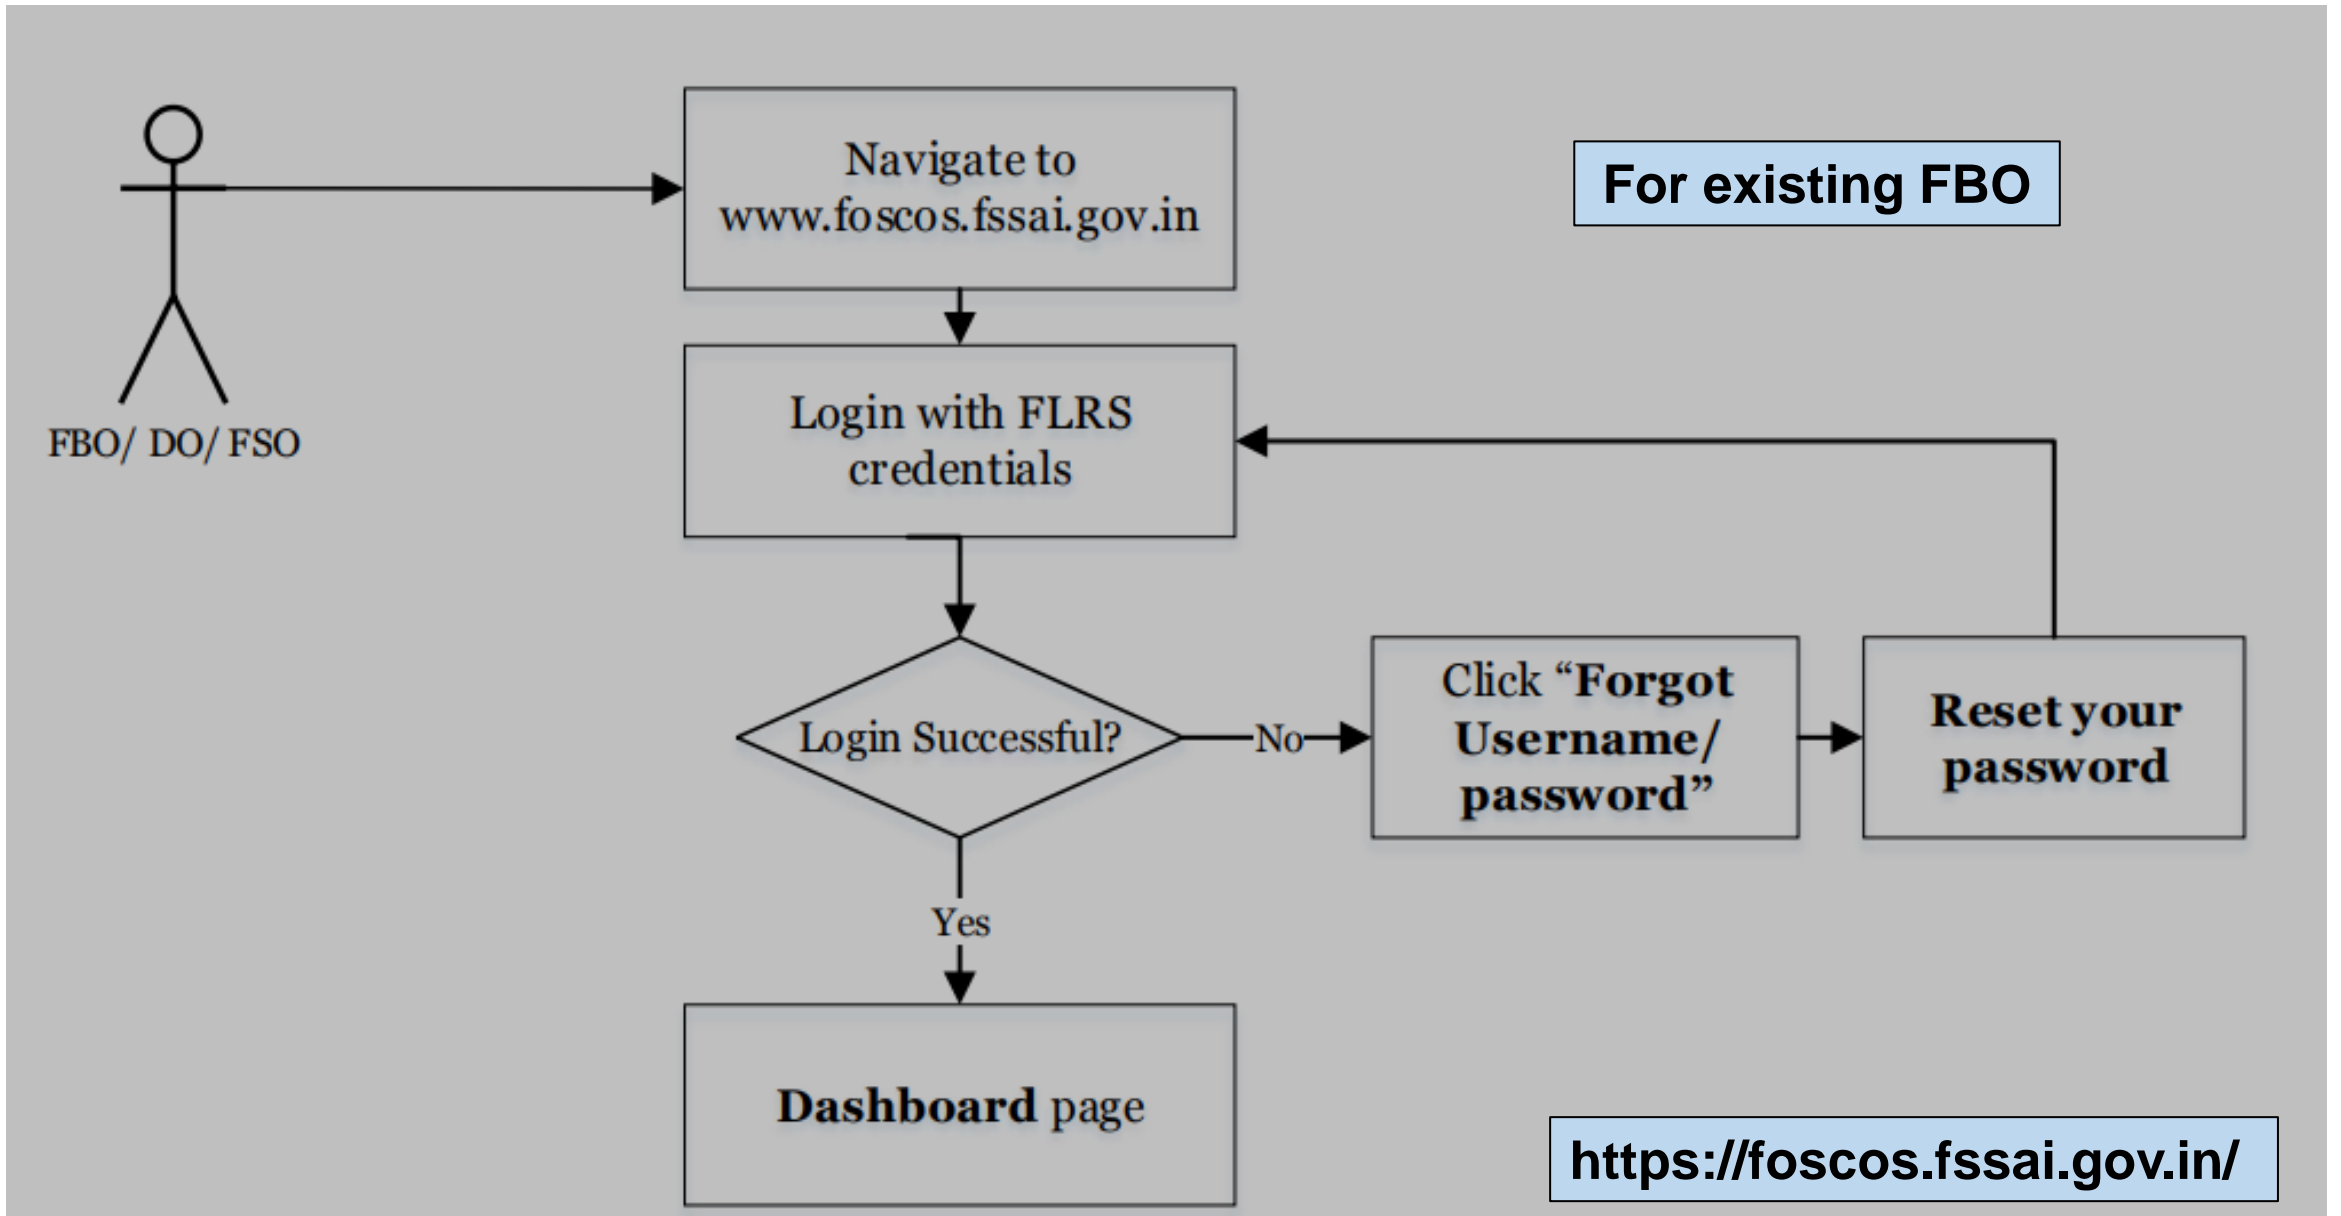 Navigate to
www.foscos.fssai.gov.in
For existing FBO
Login with FLRS
credentials
FBO/ DO/ FSO
Login Successful?
No
Click “Forgot
Username/
password”
Reset your
password
Yes
Dashboard page
https://foscos.fssai.gov.in/